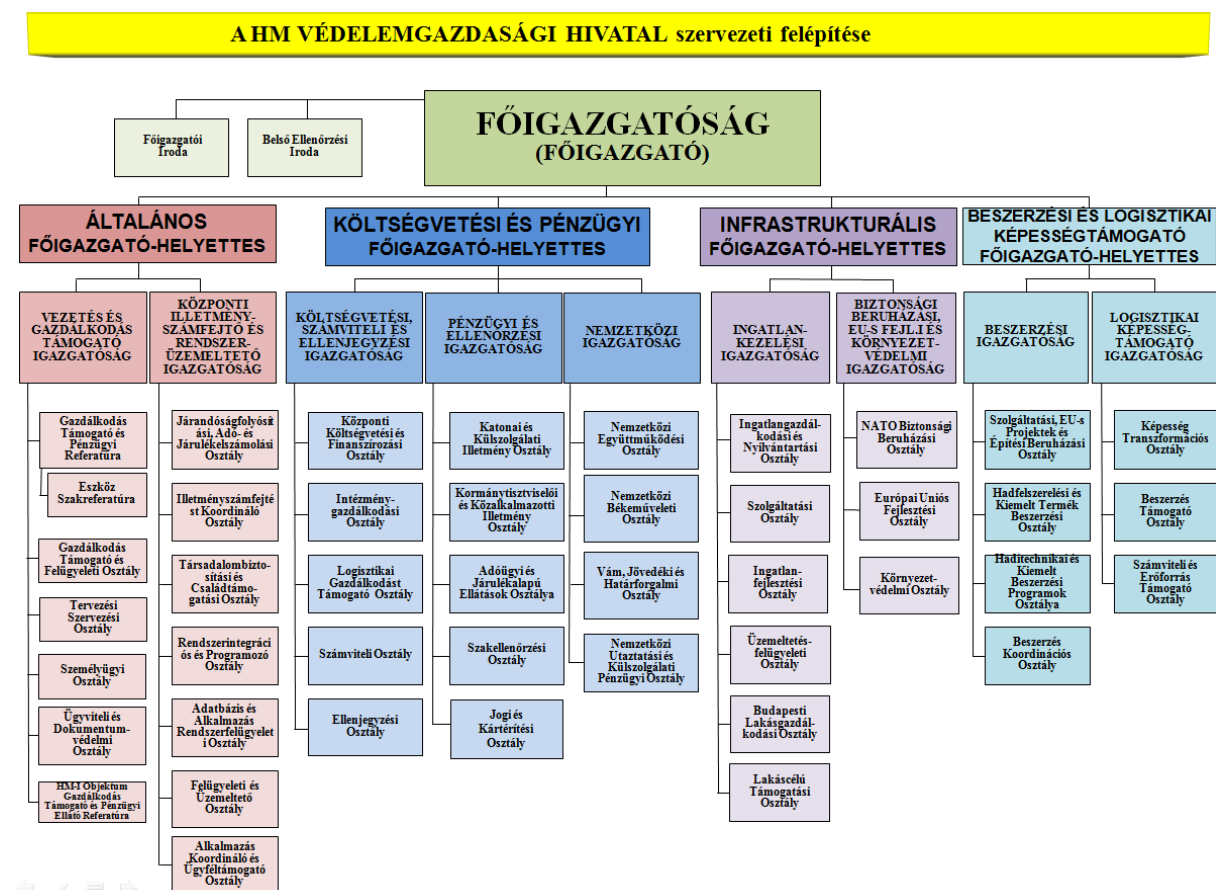 A HM VÉDELEMGAZDASÁGI HIVATAL szervezeti felépítése
FŐIGAZGATÓSÁG
(FŐIGAZGATÓ)
Főigazgatói
Iroda
Belső Ellenőrzési
Iroda
ÁLTALÁNOS
FŐIGAZGATÓ-HELYETTES
KÖLTSÉGVETÉSI ÉS PÉNZÜGYI
FŐIGAZGATÓ-HELYETTES
INFRASTRUKTURÁLIS
FŐIGAZGATÓ-HELYETTES
BESZERZÉSI ÉS LOGISZTIKAI
KÉPESSÉGTÁMOGATÓ
FŐIGAZGATÓ-HELYETTES
VEZETÉS ÉS
GAZDÁLKODÁS
TÁMOGATÓ
IGAZGATÓSÁG
KÖZPONTI
ILLETMÉNY-
SZÁMFEJTŐ ÉS
RENDSZER-
ÜZEMELTETŐ
IGAZGATÓSÁG
KÖLTSÉGVETÉSI,
SZÁMVITELI ÉS
ELLENJEGYZÉSI
IGAZGATÓSÁG
PÉNZÜGYI ÉS
ELLENŐRZÉSI
IGAZGATÓSÁG
NEMZETKÖZI
IGAZGATÓSÁG
INGATLAN-
KEZELÉSI
IGAZGATÓSÁG
BIZTONSÁGI
BERUHÁZÁSI,
EU-S FEJL.I ÉS
KÖRNYEZET-
VÉDELMI
IGAZGATÓSÁG
BESZERZÉSI
IGAZGATÓSÁG
LOGISZTIKAI
KÉPESSÉG-
TÁMOGATÓ
IGAZGATÓSÁG
Gazdálkodás
Támogató és
Pénzügyi
Referatúra
Eszköz
Szakreferatúra
Gazdálkodás
Támogató és
Felügyeleti Osztály
Tervezési
Szervezési
Osztály
Személyügyi
Osztály
Ügyviteli és
Dokumentum-
védelmi
Osztály
HM-I Objektum
Gazdálkodás
Támogató és Pénzügyi
Ellátó Referatúra
Járandóságfolyósít
ási, Adó- és
Járulékelszámolási
Osztály
Illetményszámfejté
st Koordináló
Osztály
Társadalombizto-
sítási és
Családtámo-
gatási Osztály
Rendszerintegráci
ós és Programozó
Osztály
Adatbázis és
Alkalmazás
Rendszerfelügyelet
i Osztály
Felügyeleti és
Üzemeltető
Osztály
Alkalmazás
Koordináló és
Ügyféltámogató
Osztály
Központi
Költségvetési és
Finanszírozási
Osztály
Intézmény-
gazdálkodási
Osztály
Logisztikai
Gazdálkodást
Támogató Osztály
Számviteli Osztály
Ellenjegyzési
Osztály
Katonai és
Külszolgálati
Illetmény Osztály
Kormánytisztviselői
és Közalkalmazotti
Illetmény
Osztály
Adóügyi és
Járulékalapú
Ellátások Osztálya
Szakellenőrzési
Osztály
Jogi és
Kártérítési
Osztály
Nemzetközi
Együttműködési
Osztály
Nemzetközi
Békeműveleti
Osztály
Vám, Jövedéki és
Határforgalmi
Osztály
Nemzetközi
Utaztatási és
Külszolgálati
Pénzügyi Osztály
Ingatlangazdál-
kodási és
Nyilvántartási
Osztály
Szolgáltatási
Osztály
Ingatlan-
fejlesztési
Osztály
Üzemeltetés-
felügyeleti
Osztály
Budapesti
Lakásgazdál-
kodási Osztály
Lakáscélú
Támogatási
Osztály
NATO Biztonsági
Beruházási
Osztály
Európai Uniós
Fejlesztési
Osztály
Környezet-
védelmi Osztály
Szolgáltatási, EU-s
Projektek és
Építési Beruházási
Osztály
Hadfelszerelési és
Kiemelt Termék
Beszerzési Osztály
Haditechnikai és
Kiemelt
Beszerzési
Programok
Osztálya
Beszerzés
Koordinációs
Osztály
Képesség
Transzformációs
Osztály
Beszerzés
Támogató
Osztály
Számviteli és
Erőforrás
Támogató
Osztály